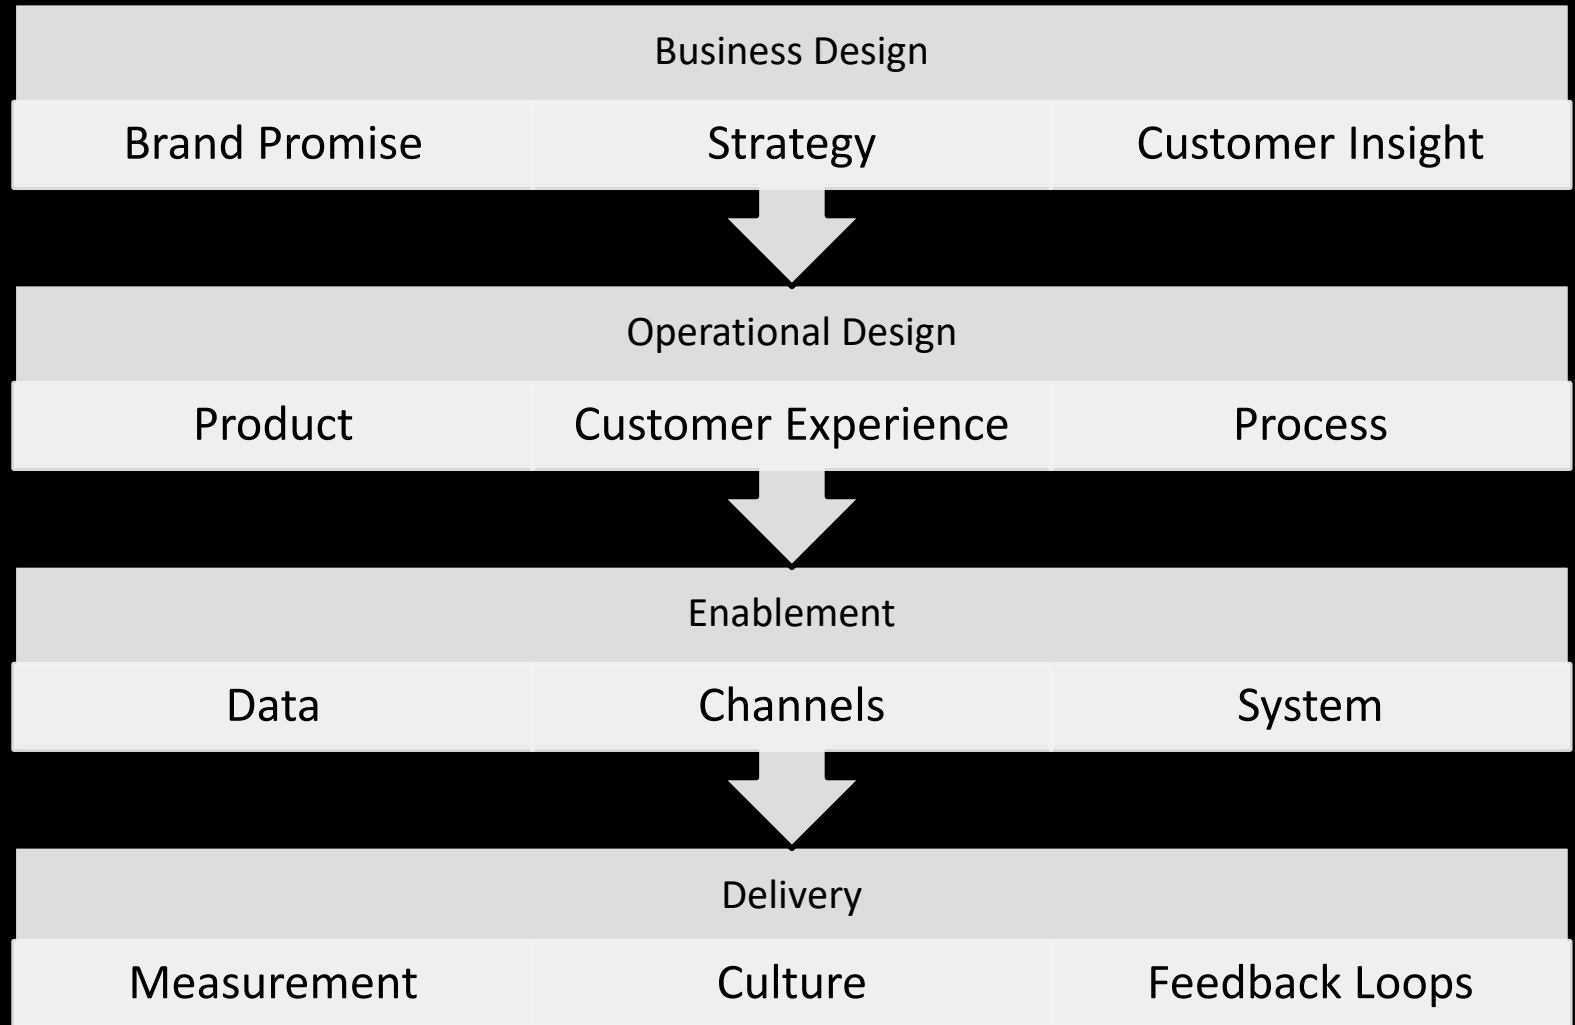 Business Design
Brand Promise Strategy Customer Insight
Operational Design
Product Customer Experience Process
Enablement
Data Channels System
Delivery
Measurement Culture Feedback Loops